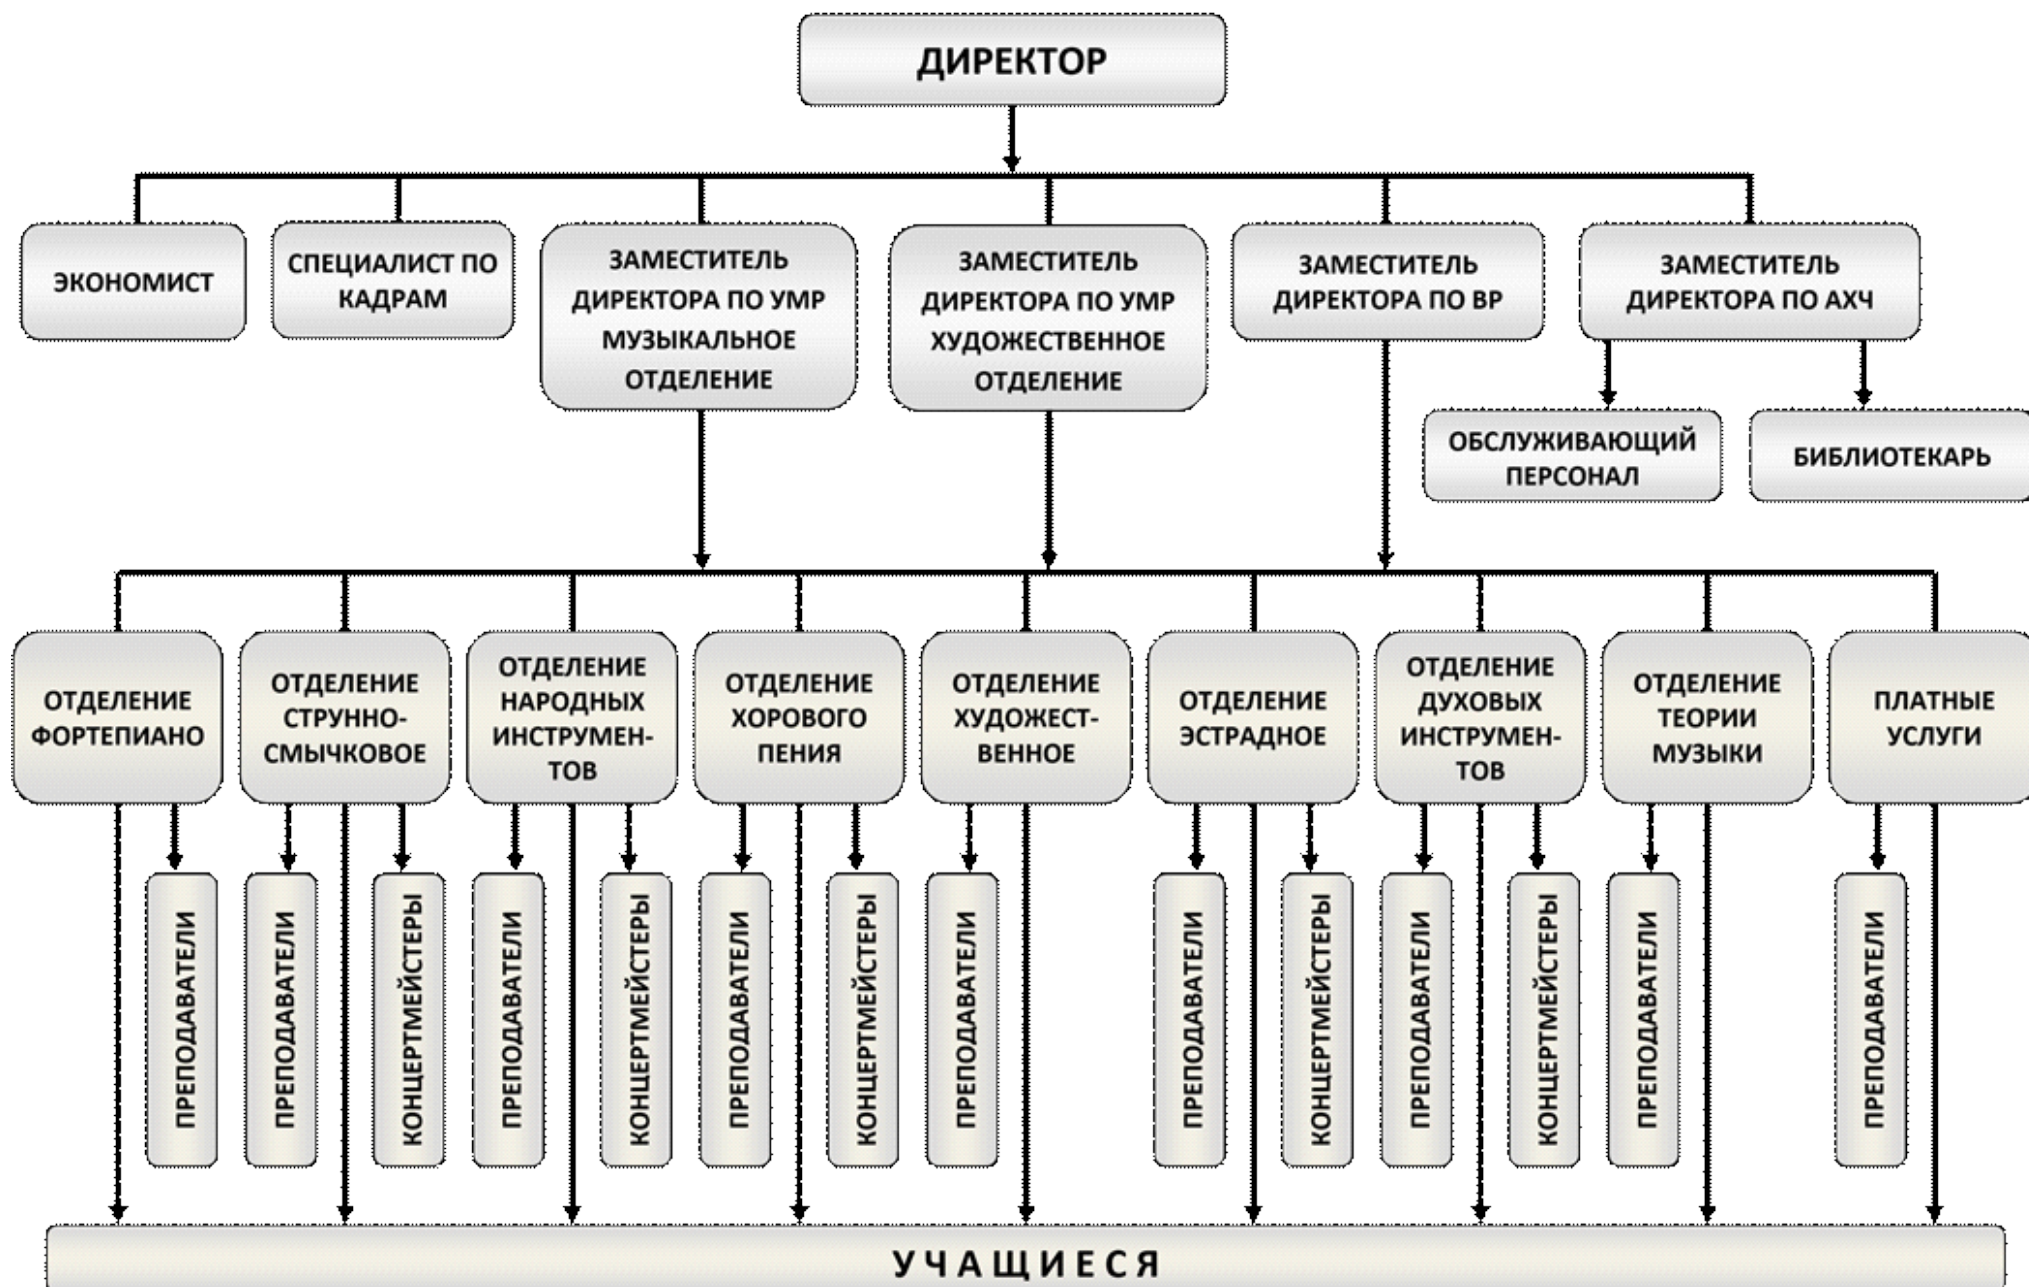 ДИРЕКТОР
ЭКОНОМИСТ
СПЕЦИАЛИСТ ПО
КАДРАМ
ЗАМЕСТИТЕЛЬ
ДИРЕКТОРА ПО УМР
МУЗЫКАЛЬНОЕ
ОТДЕЛЕНИЕ
ЗАМЕСТИТЕЛЬ
ДИРЕКТОРА ПО УМР
ХУДОЖЕСТВЕННОЕ
ОТДЕЛЕНИЕ
ЗАМЕСТИТЕЛЬ
ДИРЕКТОРА ПО ВР
ЗАМЕСТИТЕЛЬ
ДИРЕКТОРА ПО АХЧ
ОБСЛУЖИВАЮЩИЙ
ПЕРСОНАЛ
БИБЛИОТЕКАРЬ
ОТДЕЛЕНИЕ
ФОРТЕПИАНО
ОТДЕЛЕНИЕ
СТРУННО-
СМЫЧКОВОЕ
ОТДЕЛЕНИЕ
НАРОДНЫХ
ИНСТРУМЕН-
ТОВ
ОТДЕЛЕНИЕ
ХОРОВОГО
ПЕНИЯ
ОТДЕЛЕНИЕ
ХУДОЖЕСТ-
ВЕННОЕ
ОТДЕЛЕНИЕ
ЭСТРАДНОЕ
ОТДЕЛЕНИЕ
ДУХОВЫХ
ИНСТРУМЕН-
ТОВ
ОТДЕЛЕНИЕ
ТЕОРИИ
МУЗЫКИ
ПЛАТНЫЕ
УСЛУГИ
ПРЕПОДАВАТЕЛИ
ПРЕПОДАВАТЕЛИ
КОНЦЕРТМЕЙСТЕРЫ
ПРЕПОДАВАТЕЛИ
КОНЦЕРТМЕЙСТЕРЫ
ПРЕПОДАВАТЕЛИ
КОНЦЕРТМЕЙСТЕРЫ
ПРЕПОДАВАТЕЛИ
ПРЕПОДАВАТЕЛИ
КОНЦЕРТМЕЙСТЕРЫ
ПРЕПОДАВАТЕЛИ
КОНЦЕРТМЕЙСТЕРЫ
ПРЕПОДАВАТЕЛИ
ПРЕПОДАВАТЕЛИ
УЧАЩИЕСЯ